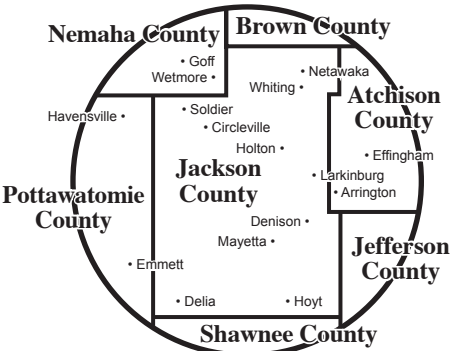 Brown County
Nemaha County
Goff
Wetmore
Netawaka
Whiting
Atchison
County
Havensville
Soldier
Circleville
Holton
Effingham
Jackson
County
Larkinburg
Arrington
Pottawatomie
County
Denison
Mayetta
Jefferson
County
Emmett
Delia
Hoyt
Shawnee County